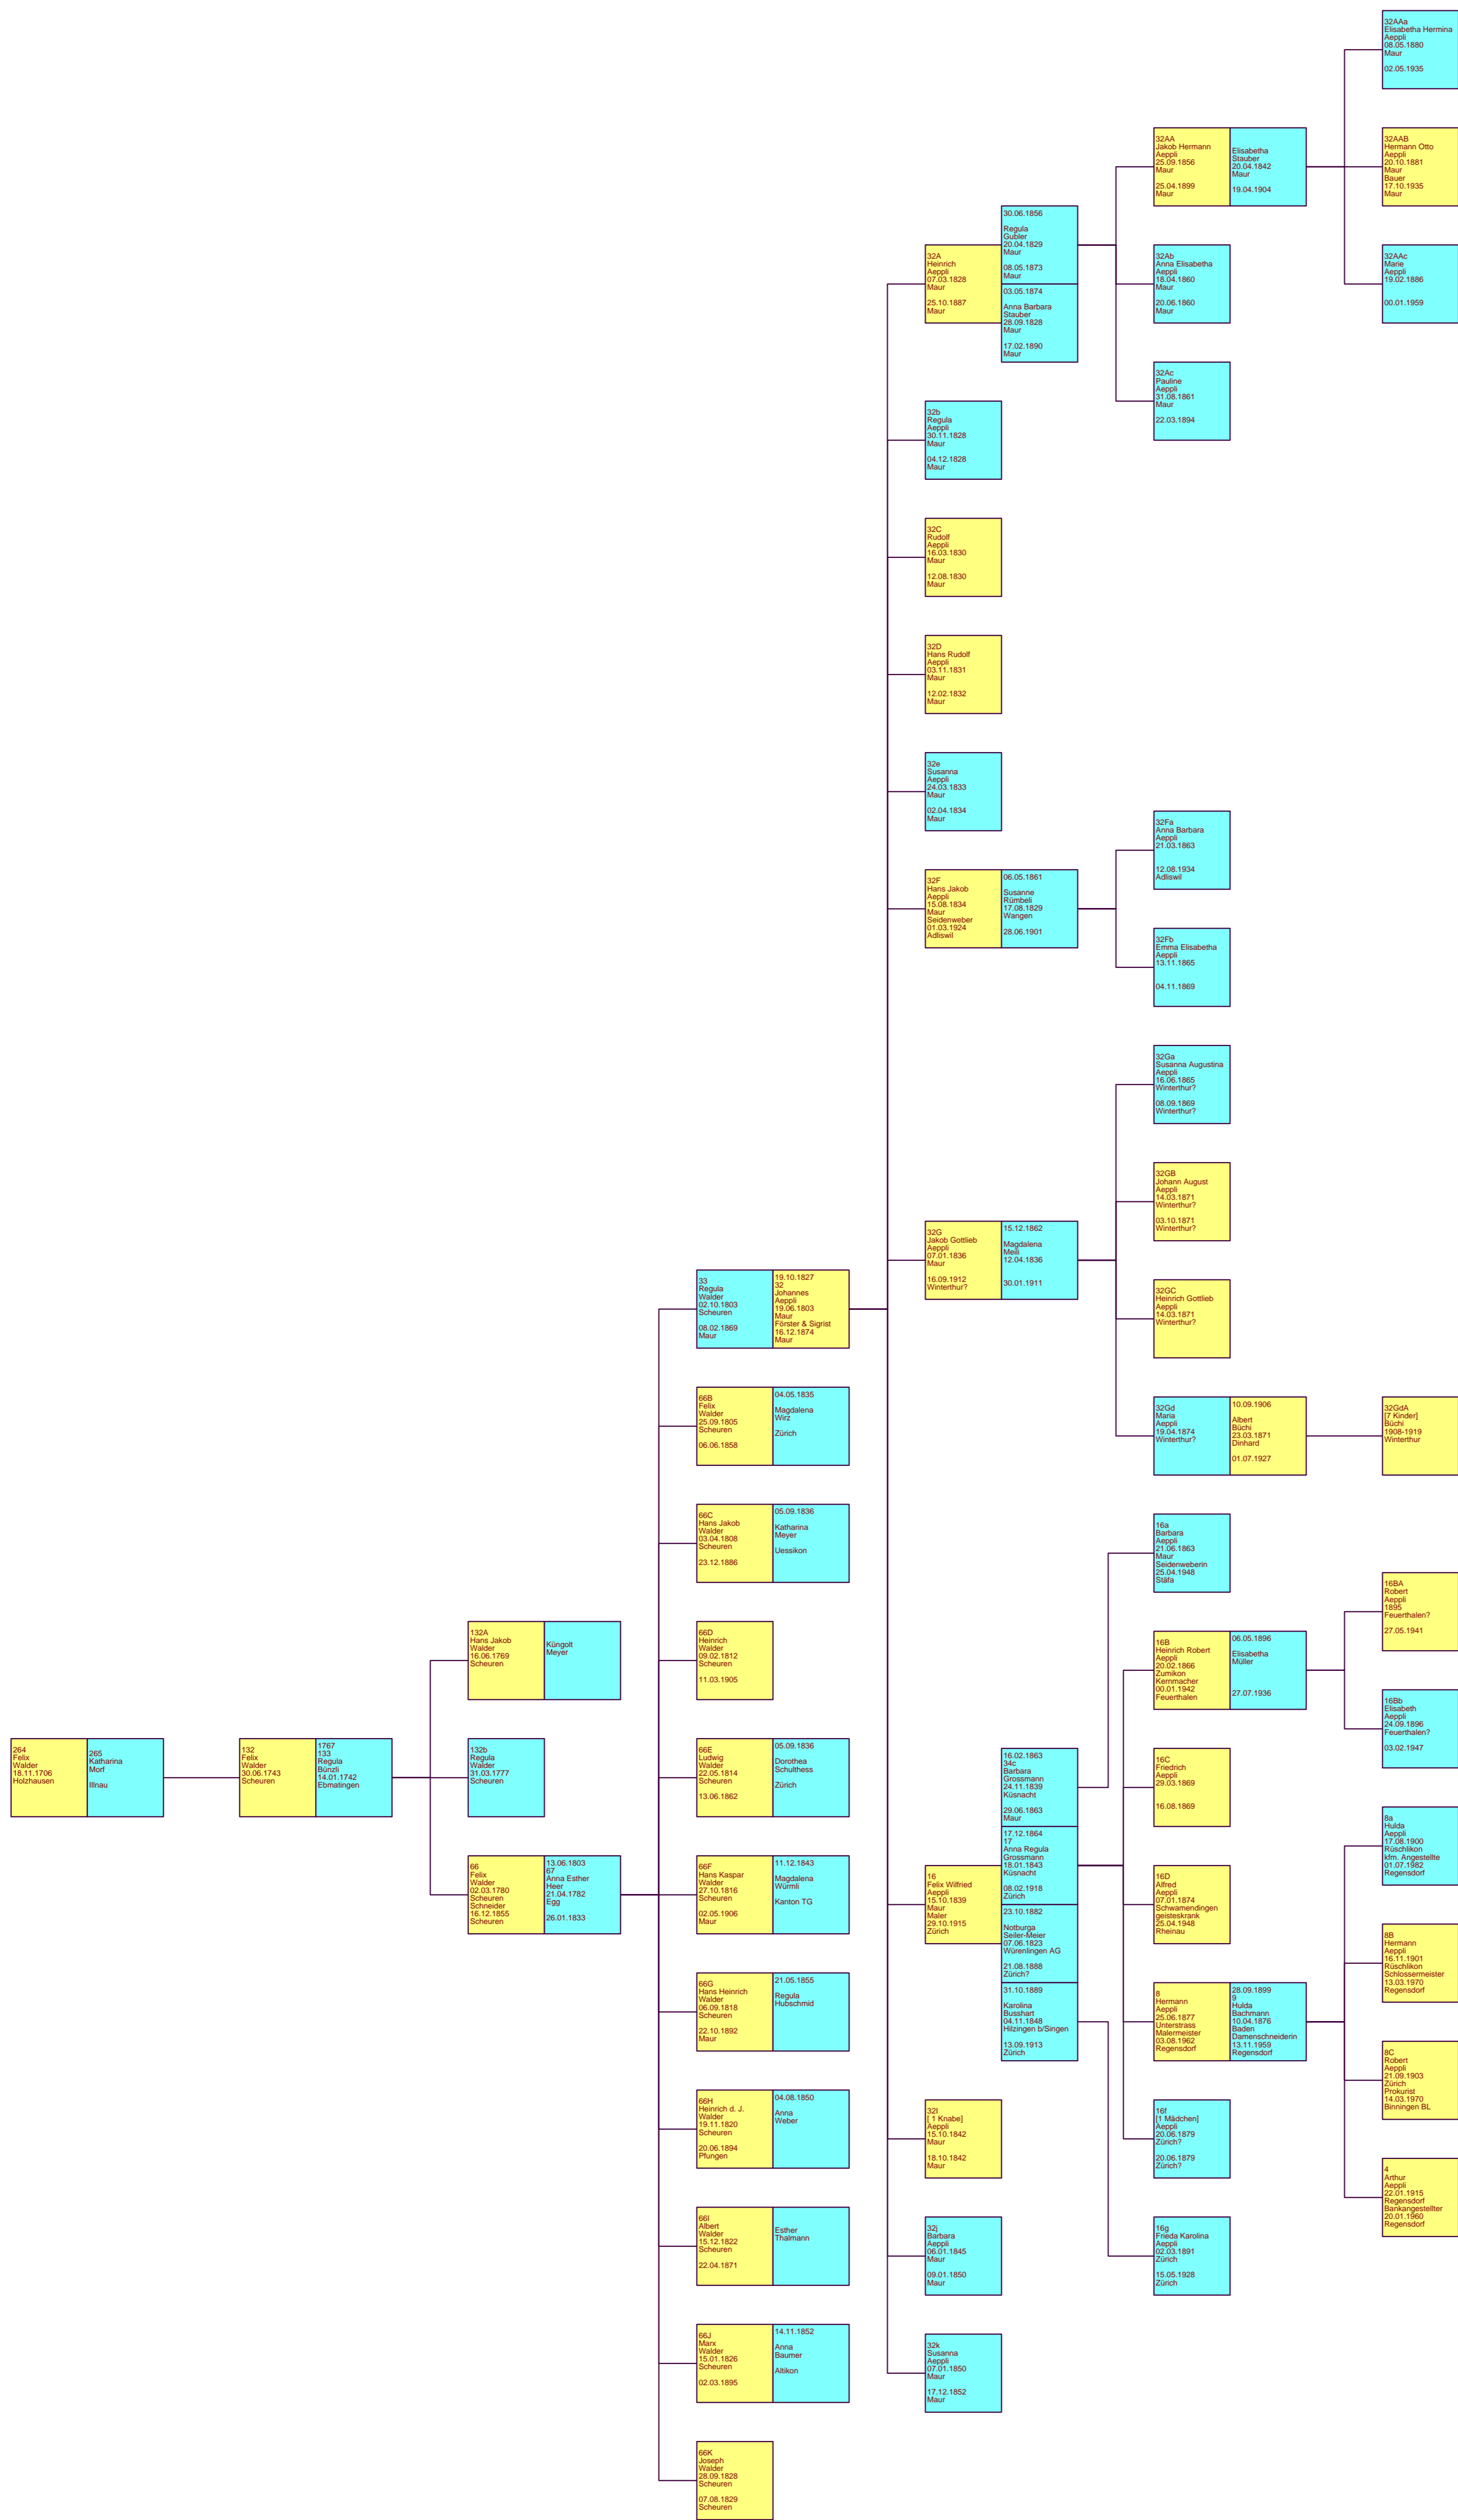 264
Felix
Walder
18.11.1706
Holzhausen
265
Katharina
Morf
Illnau
132
Felix
Walder
30.06.1743
Scheuren
1767
133
Regula
Bünzli
14.01.1742
Ebmatingen
132A
Hans Jakob
Walder
16.06.1769
Scheuren
Küngolt
Meyer
132b
Regula
Walder
31.03.1777
Scheuren
66
Felix
Walder
02.03.1780
Scheuren
Schneider
16.12.1855
Scheuren
13.06.1803
67
Anna Esther
Heer
21.04.1782
Egg
26.01.1833
33
Regula
Walder
02.10.1803
Scheuren
08.02.1869
Maur
19.10.1827
32
Johannes
Aeppli
19.06.1803
Maur
Förster & Sigrist
16.12.1874
Maur
66B
Felix
Walder
25.09.1805
Scheuren
06.06.1858
04.05.1835
Magdalena
Wirz
Zürich
66C
Hans Jakob
Walder
03.04.1808
Scheuren
23.12.1886
05.09.1836
Katharina
Meyer
Uessikon
66D
Heinrich
Walder
09.02.1812
Scheuren
11.03.1905
66E
Ludwig
Walder
22.05.1814
Scheuren
13.06.1862
05.09.1836
Dorothea
Schulthess
Zürich
66F
Hans Kaspar
Walder
27.10.1816
Scheuren
02.05.1906
Maur
11.12.1843
Magdalena
Würmli
Kanton TG
66G
Hans Heinrich
Walder
06.09.1818
Scheuren
22.10.1892
Maur
21.05.1855
Regula
Hubschmid
66H
Heinrich d. J.
Walder
19.11.1820
Scheuren
20.06.1894
Pfungen
04.08.1850
Anna
Weber
66I
Albert
Walder
15.12.1822
Scheuren
22.04.1871
Esther
Thalmann
66J
Marx
Walder
15.01.1826
Scheuren
02.03.1895
14.11.1852
Anna
Baumer
Altikon
66K
Joseph
Walder
28.09.1828
Scheuren
07.08.1829
Scheuren
32A
Heinrich
Aeppli
07.03.1828
Maur
25.10.1887
Maur
30.06.1856
Regula
Gubler
20.04.1829
Maur
08.05.1873
Maur
03.05.1874
Anna Barbara
Stauber
28.09.1828
Maur
17.02.1890
Maur
32b
Regula
Aeppli
30.11.1828
Maur
04.12.1828
Maur
32C
Rudolf
Aeppli
16.03.1830
Maur
12.08.1830
Maur
32D
Hans Rudolf
Aeppli
03.11.1831
Maur
12.02.1832
Maur
32e
Susanna
Aeppli
24.03.1833
Maur
02.04.1834
Maur
32F
Hans Jakob
Aeppli
15.08.1834
Maur
Seidenweber
01.03.1924
Adliswil
06.05.1861
Susanne
Rümbeli
17.08.1829
Wangen
28.06.1901
32G
Jakob Gottlieb
Aeppli
07.01.1836
Maur
16.09.1912
Winterthur?
15.12.1862
Magdalena
Meili
12.04.1836
30.01.1911
16
Felix Wilfried
Aeppli
15.10.1839
Maur
Maler
29.10.1915
Zürich
16.02.1863
34c
Barbara
Grossmann
24.11.1839
Küsnacht
29.06.1863
Maur
17.12.1864
17
Anna Regula
Grossmann
18.01.1843
Küsnacht
08.02.1918
Zürich
23.10.1882
Notburga
Seiler-Meier
07.06.1823
Würenlingen AG
21.08.1888
Zürich?
31.10.1889
Karolina
Busshart
04.11.1848
Hilzingen b/Singen
13.09.1913
Zürich
32I
[ 1 Knabe]
Aeppli
15.10.1842
Maur
18.10.1842
Maur
32j
Barbara
Aeppli
06.01.1845
Maur
09.01.1850
Maur
32k
Susanna
Aeppli
07.01.1850
Maur
17.12.1852
Maur
32AA
Jakob Hermann
Aeppli
25.09.1856
Maur
25.04.1899
Maur
Elisabetha
Stauber
20.04.1842
Maur
19.04.1904
32Ab
Anna Elisabetha
Aeppli
18.04.1860
Maur
20.06.1860
Maur
32Ac
Pauline
Aeppli
31.08.1861
Maur
22.03.1894
32Fa
Anna Barbara
Aeppli
21.03.1863
12.08.1934
Adliswil
32Fb
Emma Elisabetha
Aeppli
13.11.1865
04.11.1869
32Ga
Susanna Augustina
Aeppli
16.06.1865
Winterthur?
08.09.1869
Winterthur?
32GB
Johann August
Aeppli
14.03.1871
Winterthur?
03.10.1871
Winterthur?
32GC
Heinrich Gottlieb
Aeppli
14.03.1871
Winterthur?
32Gd
Maria
Aeppli
19.04.1874
Winterthur?
10.09.1906
Albert
Büchi
23.03.1871
Dinhard
01.07.1927
16a
Barbara
Aeppli
21.06.1863
Maur
Seidenweberin
25.04.1948
Stäfa
16B
Heinrich Robert
Aeppli
20.02.1866
Zumikon
Kernmacher
00.01.1942
Feuerthalen
06.05.1896
Elisabetha
Müller
27.07.1936
16C
Friedrich
Aeppli
29.03.1869
16.08.1869
16D
Alfred
Aeppli
07.01.1874
Schwamendingen
geisteskrank
25.04.1948
Rheinau
8
Hermann
Aeppli
25.06.1877
Unterstrass
Malermeister
03.08.1962
Regensdorf
28.09.1899
9
Hulda
Bachmann
10.04.1876
Baden
Damenschneiderin
13.11.1959
Regensdorf
16f
[1 Mädchen]
Aeppli
20.06.1879
Zürich?
20.06.1879
Zürich?
16g
Frieda Karolina
Aeppli
02.03.1891
Zürich
15.05.1928
Zürich
32AAa
Elisabetha Hermina
Aeppli
08.05.1880
Maur
02.05.1935
32AAB
Hermann Otto
Aeppli
20.10.1881
Maur
Bauer
17.10.1935
Maur
32AAc
Marie
Aeppli
19.02.1886
00.01.1959
32GdA
[7 Kinder]
Büchi
1908-1919
Winterthur
16BA
Robert
Aeppli
1895
Feuerthalen?
27.05.1941
16Bb
Elisabeth
Aeppli
24.09.1896
Feuerthalen?
03.02.1947
8a
Hulda
Aeppli
17.08.1900
Rüschlikon
kfm. Angestellte
01.07.1982
Regensdorf
8B
Hermann
Aeppli
16.11.1901
Rüschlikon
Schlossermeister
13.03.1970
Regensdorf
8C
Robert
Aeppli
21.09.1903
Zürich
Prokurist
14.03.1970
Binningen BL
4
Arthur
Aeppli
22.01.1915
Regensdorf
Bankangestellter
20.01.1960
Regensdorf